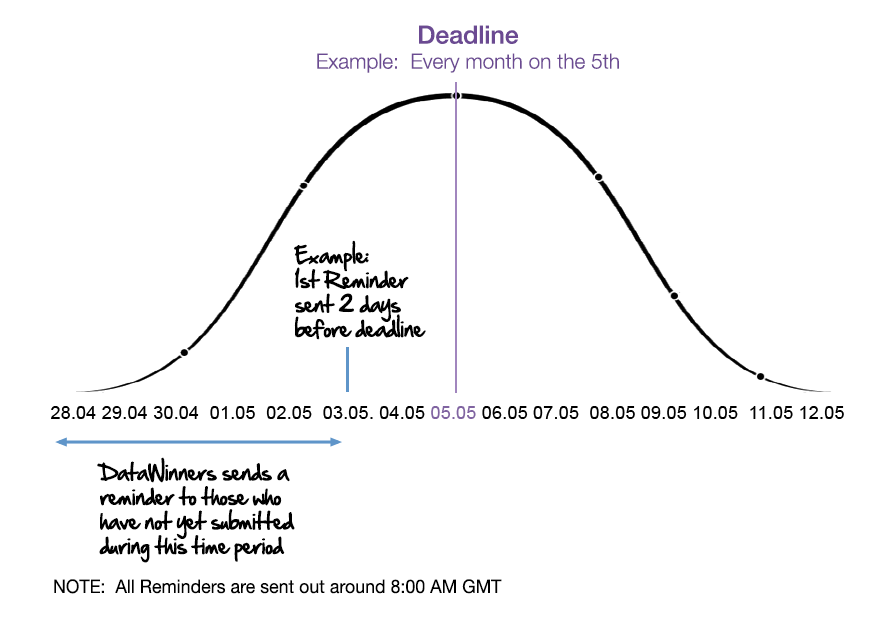 Deadline
Example: Every month on the 5th
Example:
1st Reminder
sent 2 days
before deadline
28.04 29.04 30.04 01.05 02.05 03.05. 04.05 05.05 06.05 07.05 08.05 09.05 10.05 11.05 12.05
DataWinners sends a
reminder to those who
have not yet submitted
during this time period
NOTE: All Reminders are sent out around 8:00 AM GMT